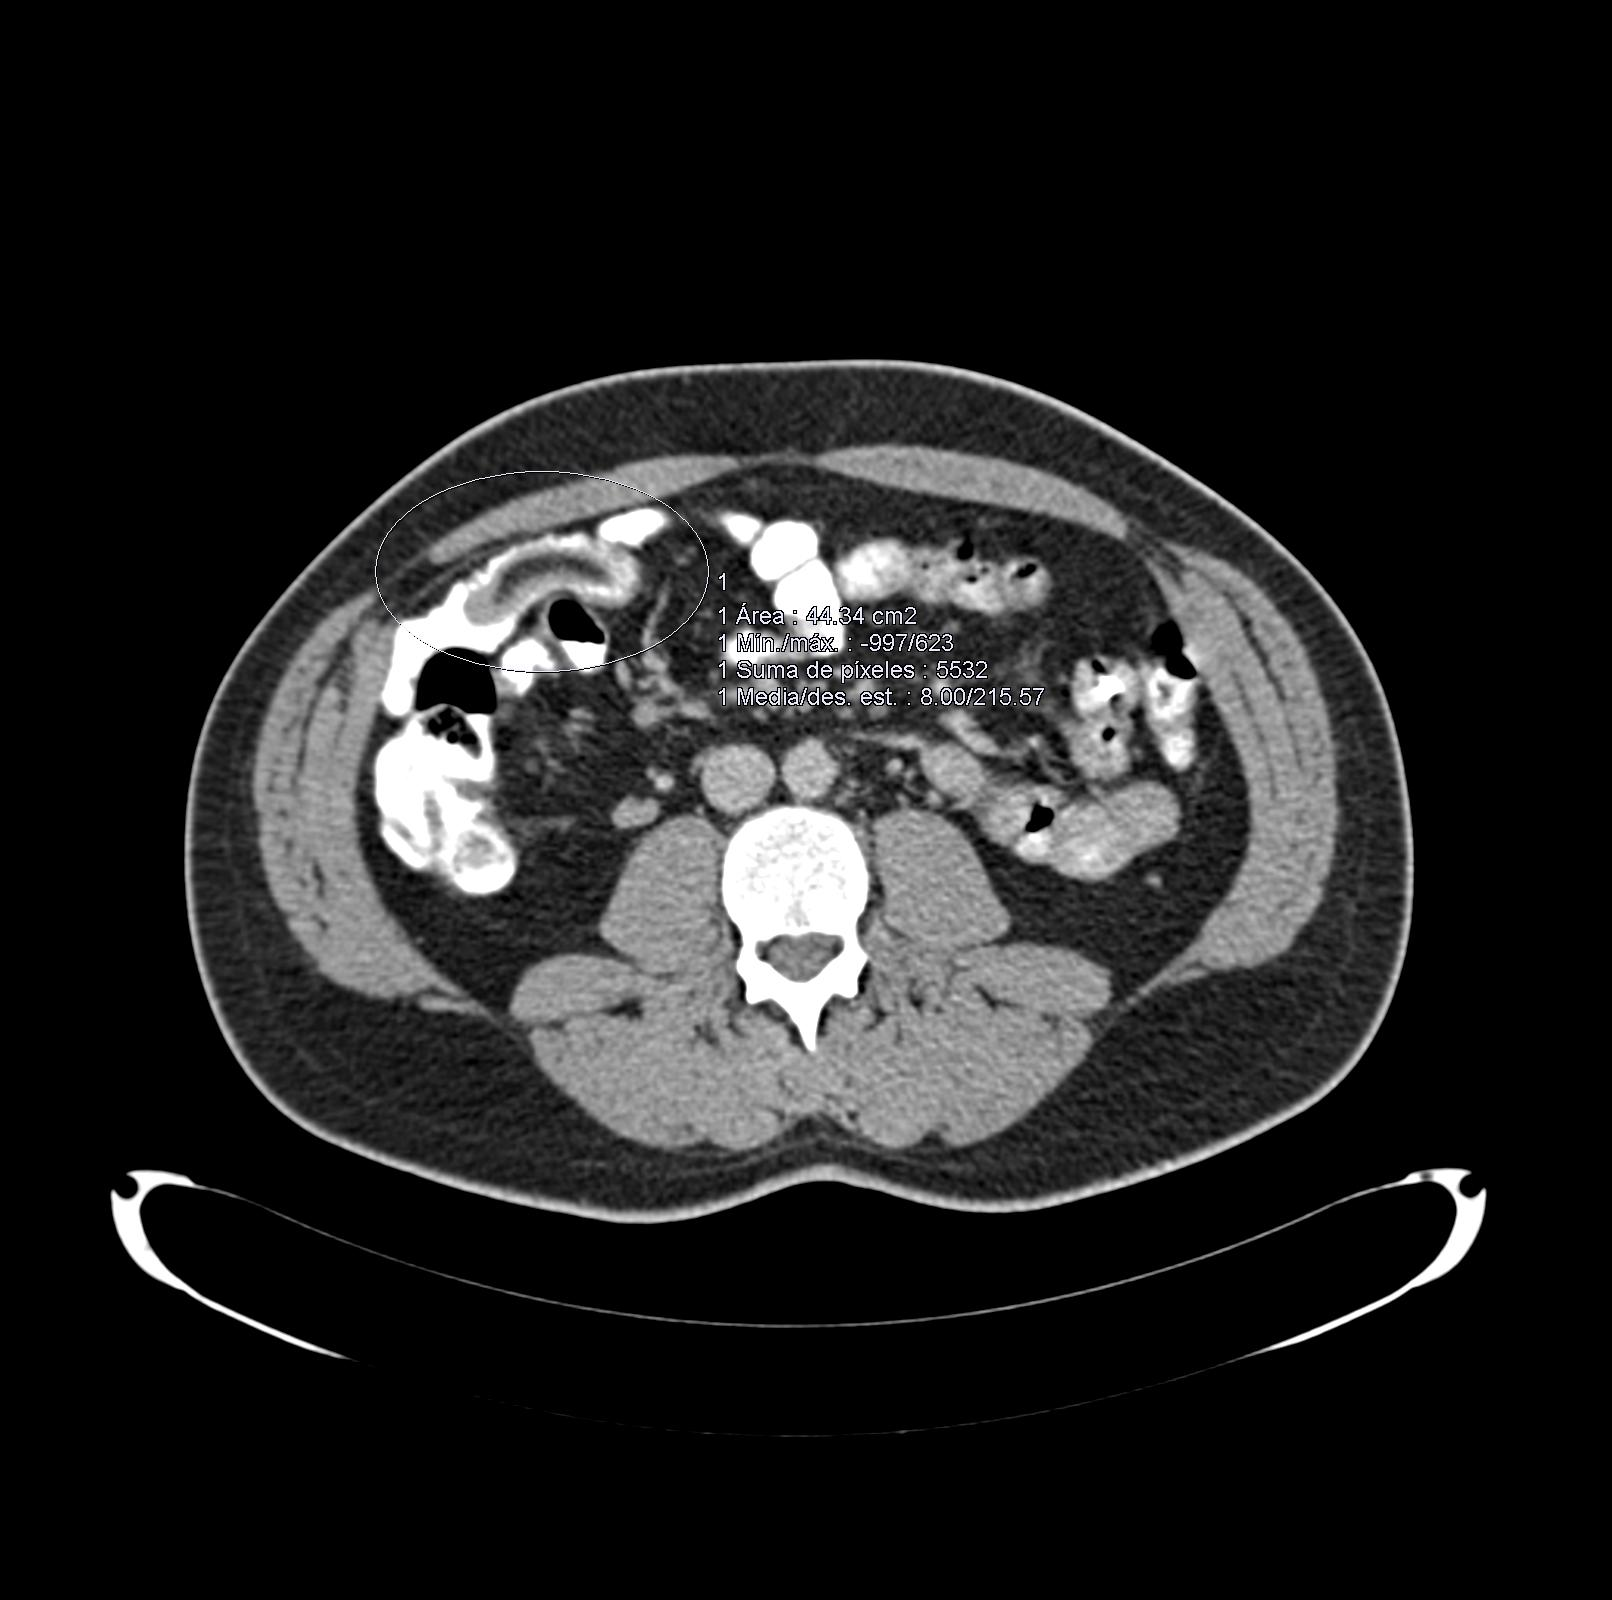 1
1 Área : 44.34 cm2
1 Mín./máx. : -997/623
1 Suma de píxeles : 5532
1 Media/des. est. : 8.00/215.57